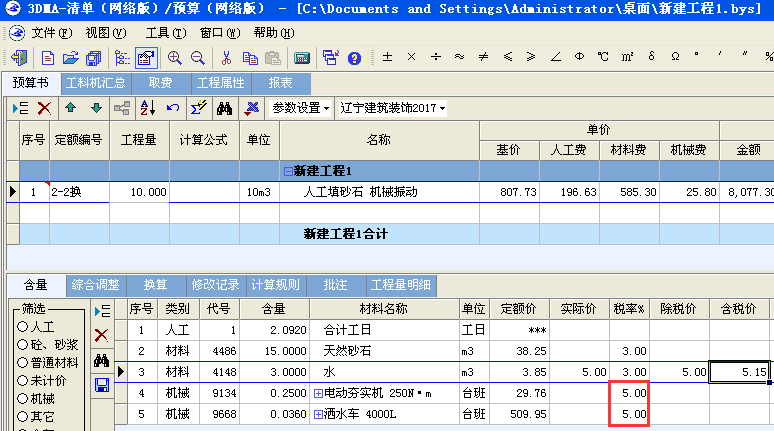 3DMA-清单（网络版）/预算（网络版） - [C:\Documents and Settings\Administrator\桌面\新建工程1.bys]
文件(F) 视图(V) 工具(T) 窗口(W) 帮助(H)
± × ÷ ≠ ≤ ≥ ∠ Φ ℃ ㎡ δ Ω ° ′ ″ %
预算书 工料机汇总 取费 工程属性 报表
参数设置 辽宁建筑装饰2017
序号 定额编号 工程量 计算公式 单位 名称 单价
基价 人工费 材料费 机械费 金额
新建工程1
1 2-2换 10.000 10m3 人工填砂石 机械振动 807.73 196.63 585.30 25.80 8,077.30
新建工程1合计
含量 综合调整 换算 修改记录 计算规则 批注 工程量明细
筛选
人工
砼、砂浆
普通材料
未计价
机械
其它
序号 类别 代号 含量 材料名称 单位 定额价 实际价 税率% 除税价 含税价
1 人工 1 2.0920 合计工日 工日 ***
2 材料 4486 15.0000 天然砂石 m3 38.25 3.00
3 材料 4148 3.0000 水 m3 3.85 5.00 3.00 5.00 5.15
4 机械 9134 0.2500 电动夯实机 250N·m 台班 29.76 5.00
5 机械 9668 0.0360 洒水车 4000L 台班 509.95 5.00